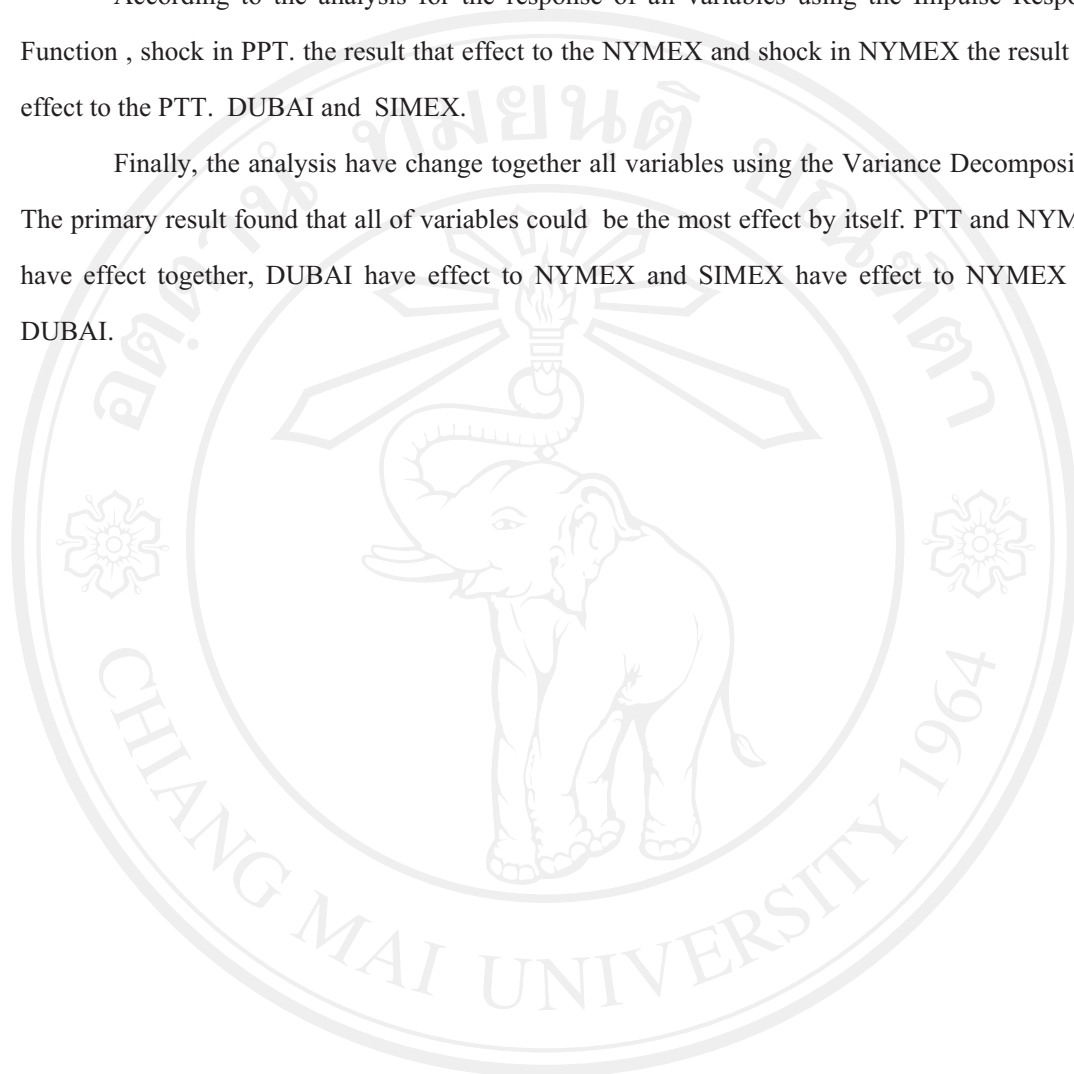 According to the analysis for the response of all variables using the Impulse Respo
Function , shock in PPT. the result that effect to the NYMEX and shock in NYMEX the result
effect to the PTT. DUBAI and SIMEX.
Finally, the analysis have change together all variables using the Variance Decomposi
The primary result found that all of variables could be the most effect by itself. PTT and NYM
have effect together, DUBAI have effect to NYMEX and SIMEX have effect to NYMEX
DUBAI.
CHIANG MAI UNIVERSITY 1964